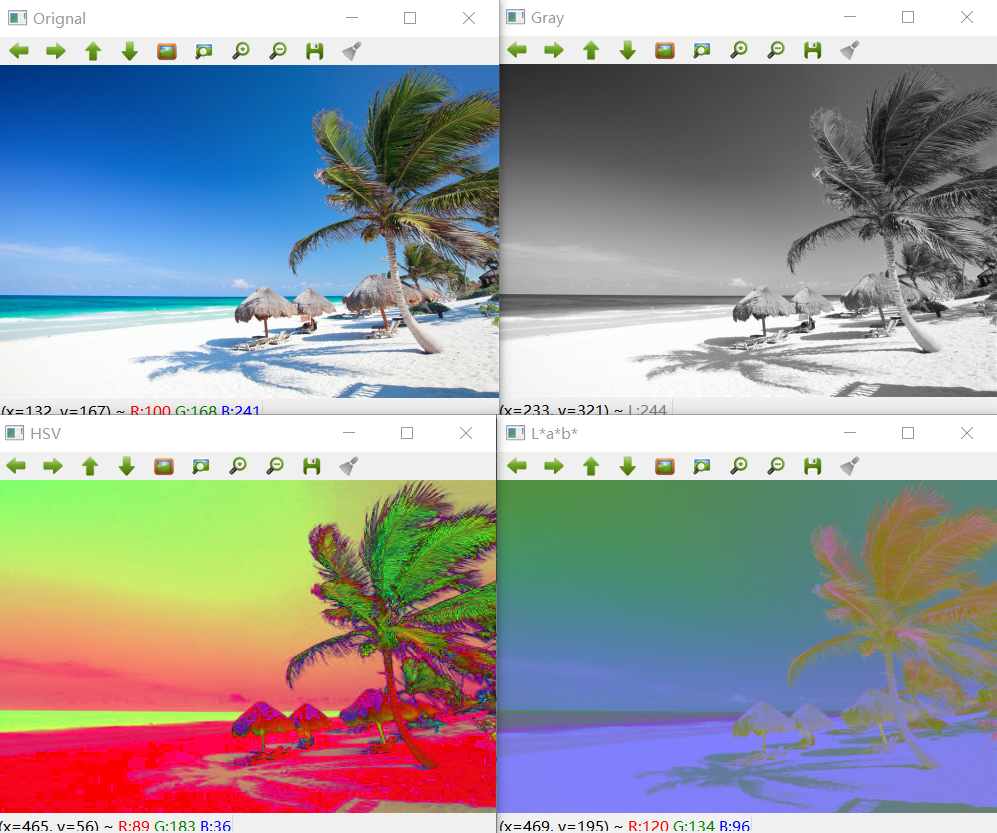 Orignal
Gray
(x=132, y=167) ~ R:100 G:168 B:241
(x=233, y=321) ~ L:244
HSV
L*a*b*
(x=465, y=56) ~ R:89 G:183 B:36
(x=469, y=195) ~ R:120 G:134 B:96